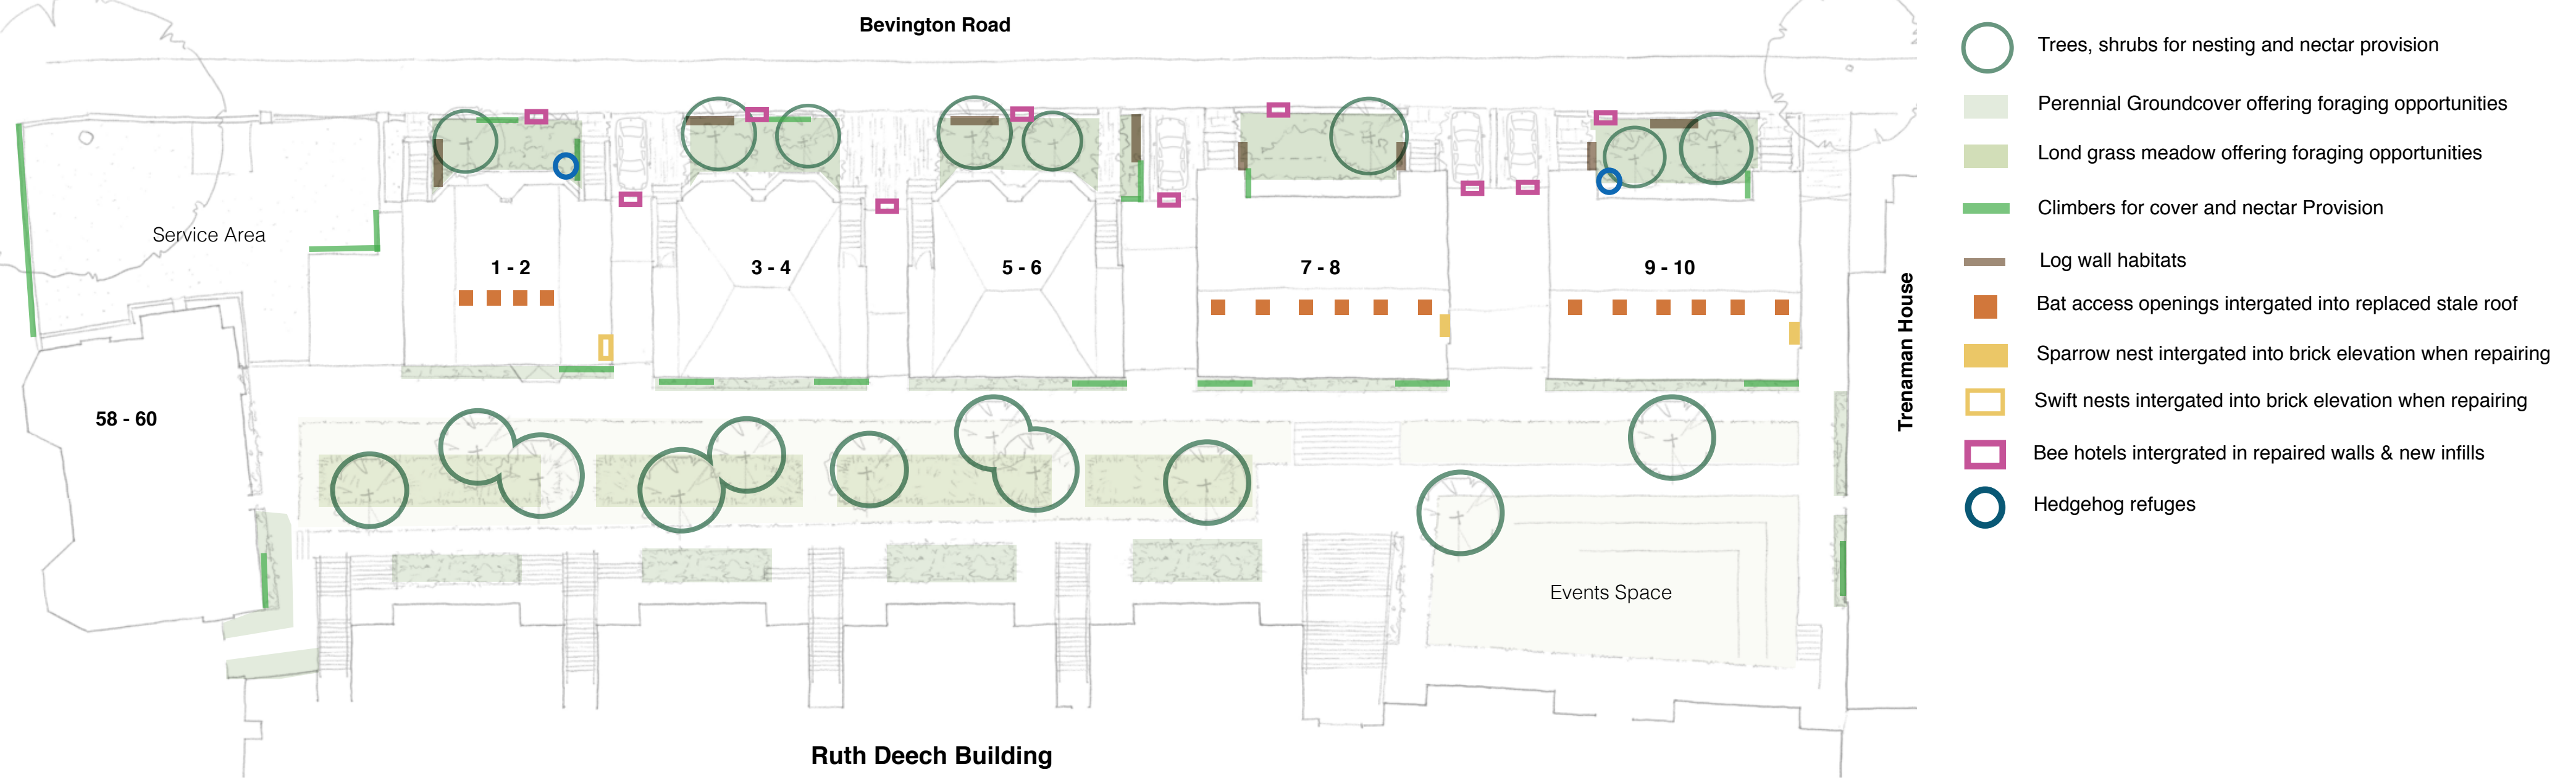 Bevington Road
Service Area
1 - 2
3 - 4
5 - 6
7 - 8
9 - 10
58 - 60
Trenaman House
Events Space
Ruth Deech Building
Trees, shrubs for nesting and nectar provision
Perennial Groundcover offering foraging opportunities
Lond grass meadow offering foraging opportunities
Climbers for cover and nectar Provision
Log wall habitats
Bat access openings intergated into replaced stale roof
Sparrow nest intergated into brick elevation when repairing
Swift nests intergated into brick elevation when repairing
Bee hotels intergrated in repaired walls & new infills
Hedgehog refuges